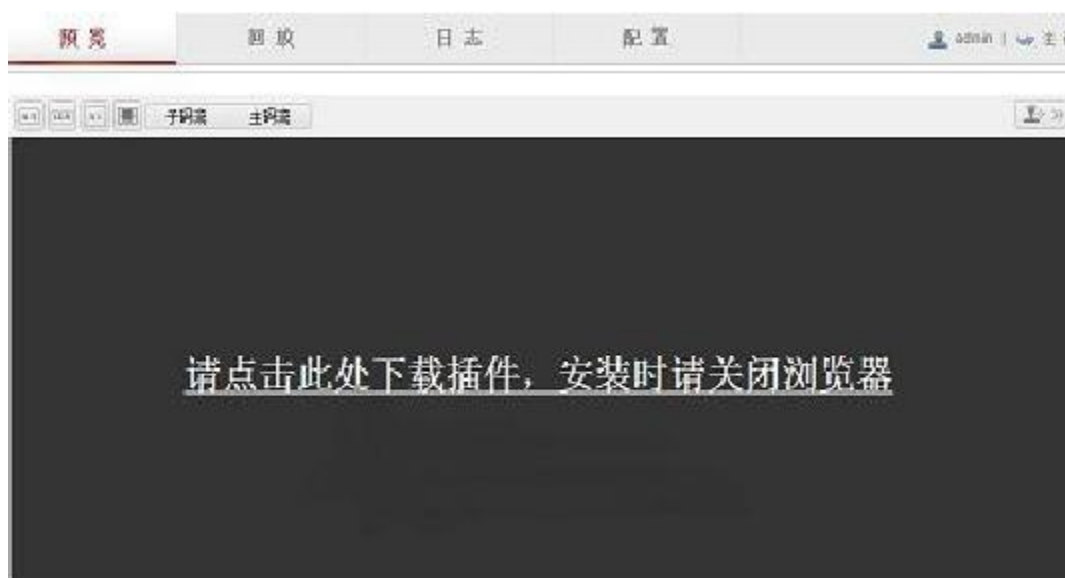 预览
回放
日志
配置
admin
子码流 主码流
请点击此处下载插件，安装时请关闭浏览器